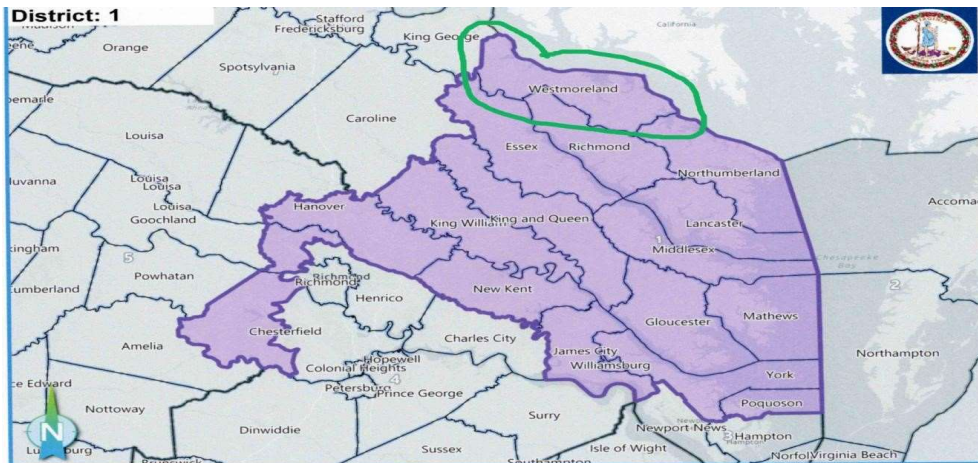 District: 1
Stafford
Fredericksburg
King George
California
Orange
Spotsylvania
Westmoreland
Caroline
Louisa
Essex
Richmond
Northumberland
Louisa
Louisa
Louisa
Goochland
Hanover
King William
King and Queen
Lancaster
Middlesex
1
5
Powhatan
Richmond
Richmond
Henrico
New Kent
Chesapeake
Bay
2
Gloucester
Mathews
Amelia
Chesterfield
Charles City
James City
Williamsburg
Northampton
Hopewell
Colonial Heights
4
Petersburg
Prince George
York
Poquoson
Nottoway
Dinwiddie
Surry
Newport News
3
Hampton
N
Sussex
Isle of Wight
Norfolk
Virginia Beach